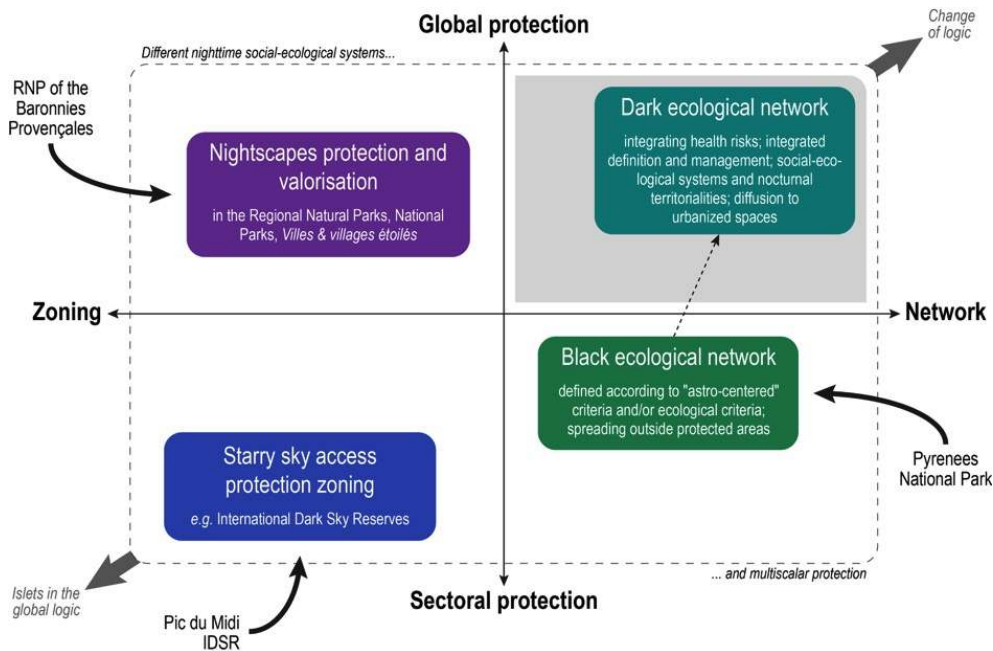 Global protection
Change
of logic
Different nighttime social-ecological systems...
RNP of the
Baronnies
Provençales
Nightscapes protection and
valorisation
in the Regional Natural Parks, National
Parks, Villes & villages étoilés
Dark ecological network
integrating health risks; integrated
definition and management; social-eco-
logical systems and nocturnal
territorialities; diffusion to
urbanized spaces
Zoning
Network
Black ecological network
defined according to "astro-centered"
criteria and/or ecological criteria;
spreading outside protected areas
Starry sky access
protection zoning
e.g. International Dark Sky Reserves
Pyrenees
National Park
... and multiscalar protection
Islets in the
global logic
Sectoral protection
Pic du Midi
IDSR